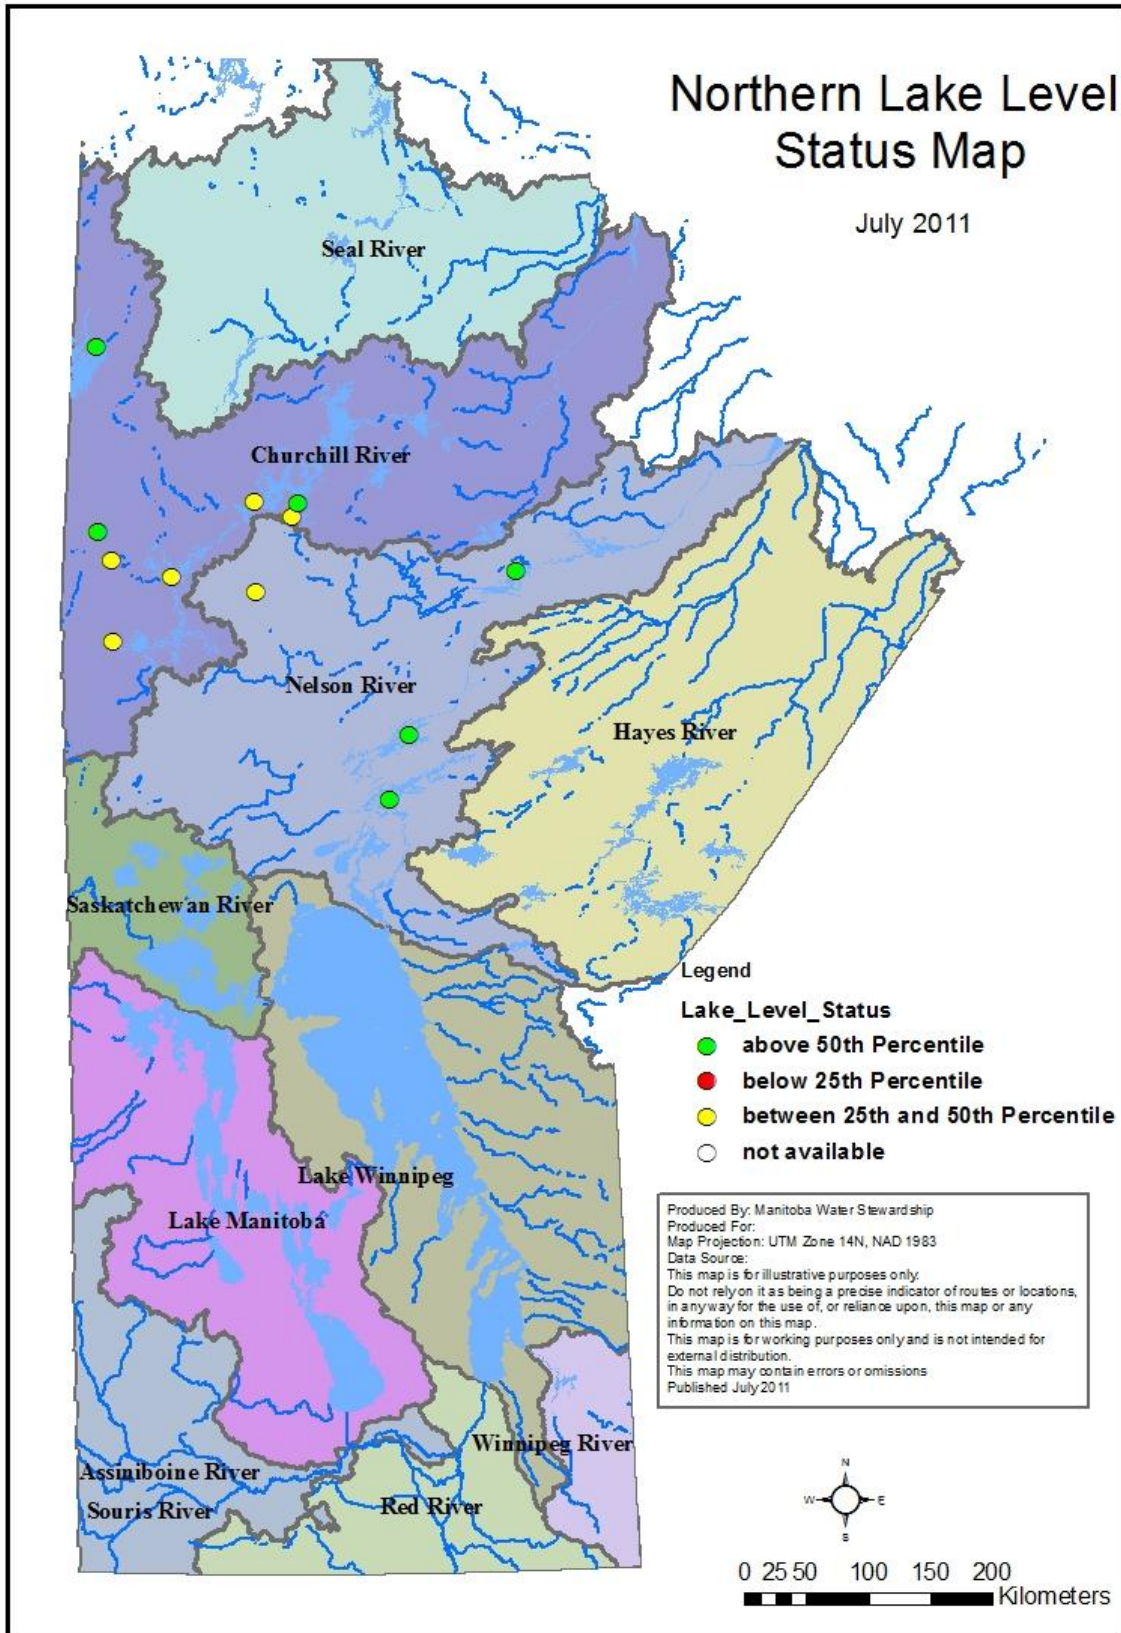 Northern Lake Level
Status Map
July 2011
Seal River
Churchill River
Nelson River
Hayes River
Saskatchewan River
Lake Winnipeg
Lake Manitoba
Winnipeg River
Assiniboine River
Souris River
Red River
Legend
Lake_Level_Status
above 50th Percentile
below 25th Percentile
between 25th and 50th Percentile
not available
Produced By: Manitoba Water Stewardship
Produced For:
Map Projection: UTM Zone 14N, NAD 1983
Data Source:
This map is for illustrative purposes only.
Do not rely on it as being a precise indicator of routes or locations,
in any way for the use of, or reliance upon, this map or any
information on this map.
This map is for working purposes only and is not intended for
external distribution.
This map may contain errors or omissions
Published July 2011
N
W E
S
0 25 50 100 150 200
Kilometers